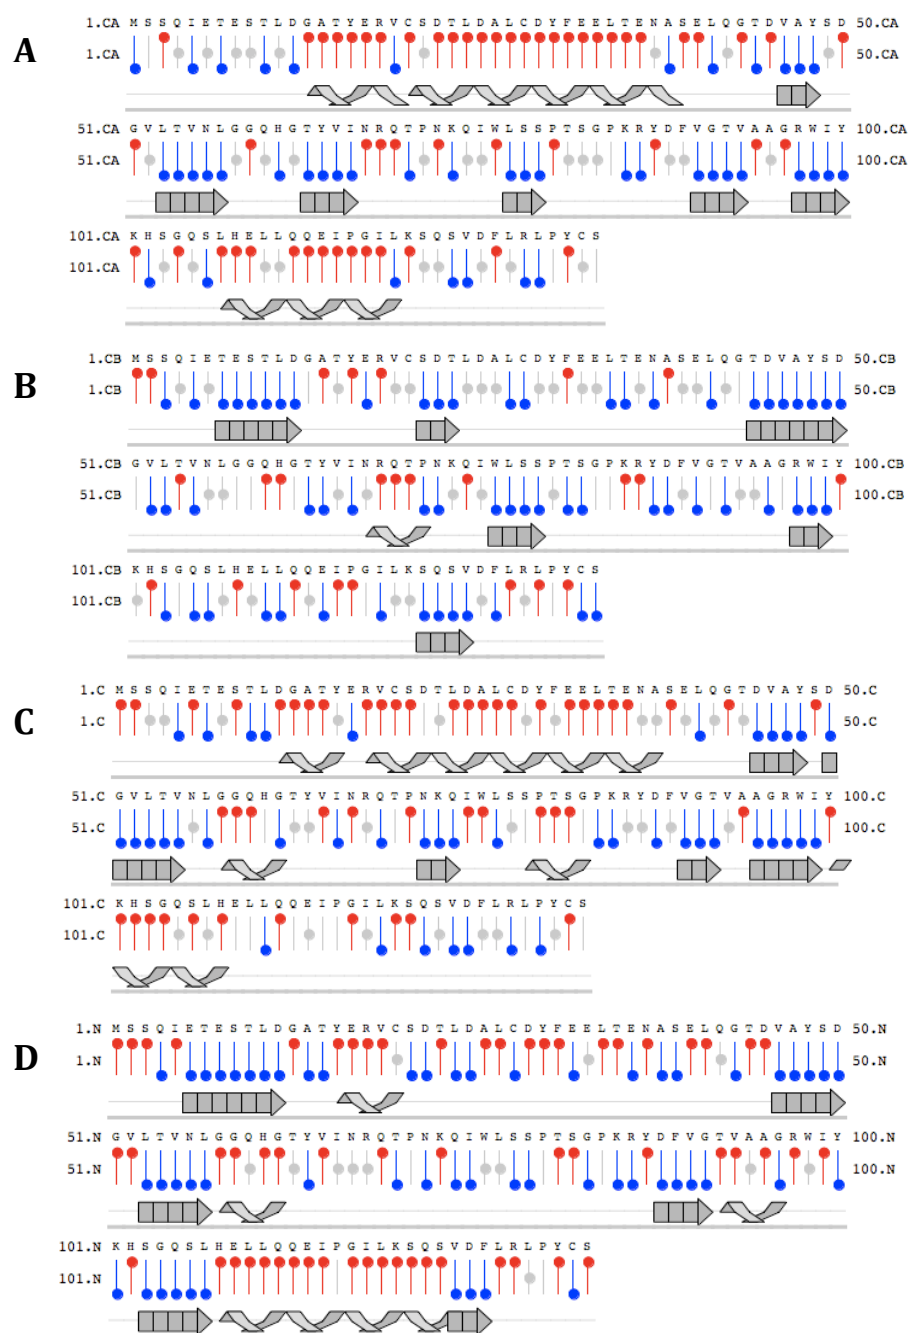 A
1.CA M S S Q I E T E S T L D G A T Y E R V C S D T L D A L C D Y F E E L T E N A S E L Q G T D V A Y S D 50.CA
1.CA 50.CA
51.CA G V L T V N L G G Q H G T Y V I N R Q T P N K Q I W L S S P T S G P K R Y D F V G T V A A G R W I Y 100.CA
51.CA 100.CA
101.CA K H S G Q S L H E L L Q Q E I P G I L K S Q S V D F L R L P Y C S
101.CA
B
1.CB M S S Q I E T E S T L D G A T Y E R V C S D T L D A L C D Y F E E L T E N A S E L Q G T D V A Y S D 50.CB
1.CB 50.CB
51.CB G V L T V N L G G Q H G T Y V I N R Q T P N K Q I W L S S P T S G P K R Y D F V G T V A A G R W I Y 100.CB
51.CB 100.CB
101.CB K H S G Q S L H E L L Q Q E I P G I L K S Q S V D F L R L P Y C S
101.CB
C
1.C M S S Q I E T E S T L D G A T Y E R V C S D T L D A L C D Y F E E L T E N A S E L Q G T D V A Y S D 50.C
1.C 50.C
51.C G V L T V N L G G Q H G T Y V I N R Q T P N K Q I W L S S P T S G P K R Y D F V G T V A A G R W I Y 100.C
51.C 100.C
101.C K H S G Q S L H E L L Q Q E I P G I L K S Q S V D F L R L P Y C S
101.C
D
1.N M S S Q I E T E S T L D G A T Y E R V C S D T L D A L C D Y F E E L T E N A S E L Q G T D V A Y S D 50.N
1.N 50.N
51.N G V L T V N L G G Q H G T Y V I N R Q T P N K Q I W L S S P T S G P K R Y D F V G T V A A G R W I Y 100.N
51.N 100.N
101.N K H S G Q S L H E L L Q Q E I P G I L K S Q S V D F L R L P Y C S
101.N